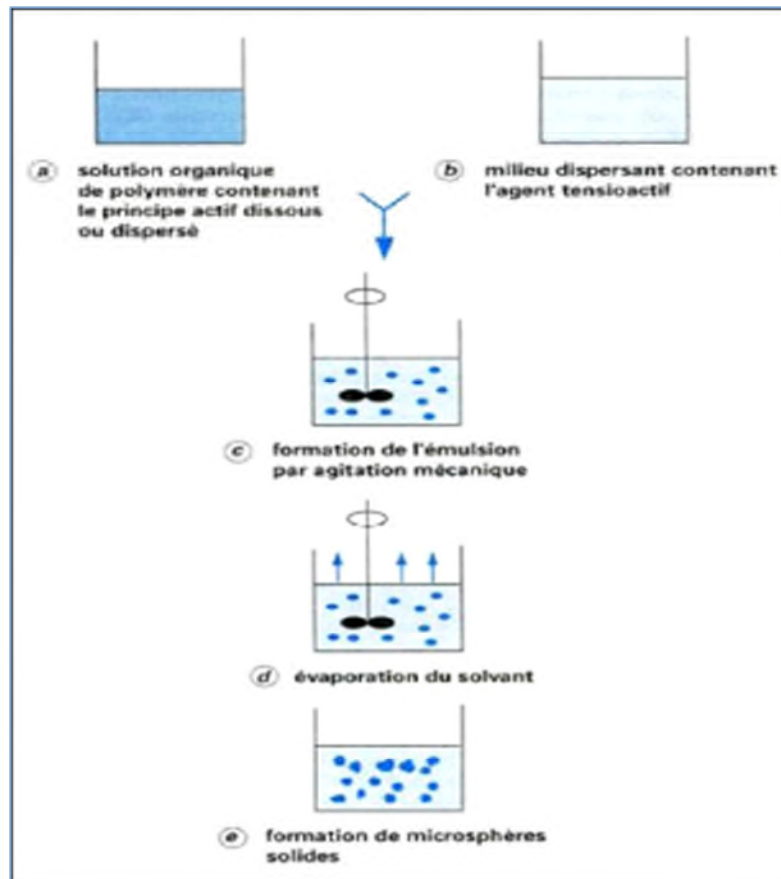 a solution organique
de polymère contenant
le principe actif dissous
ou dispersé
b milieu dispersant contenant
l'agent tensioactif
c formation de l'émulsion
par agitation mécanique
d évaporation du solvant
e formation de microsphères
solides